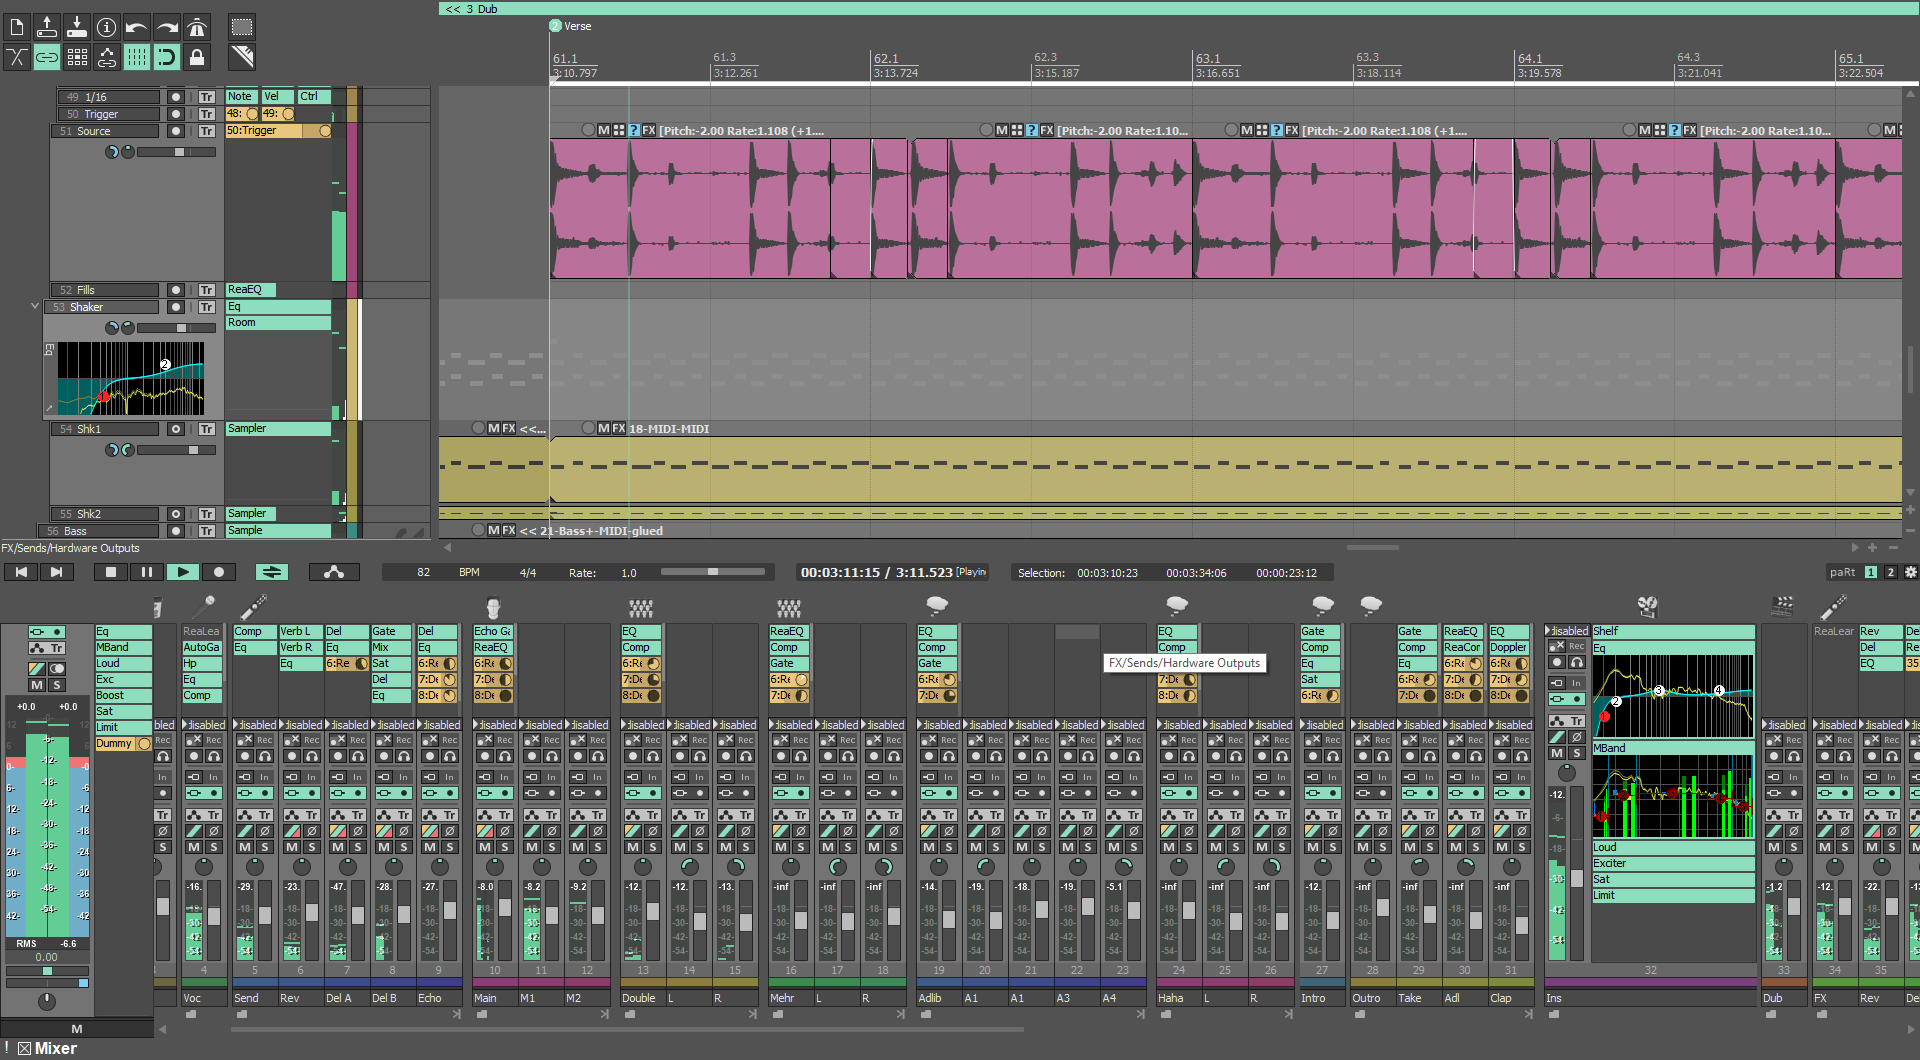 << 3 Dub
2 Verse
61.1 61.3 62.1 62.3 63.1 63.3 64.1 64.3 65.1
3:10.797 3:12.261 3:13.724 3:15.187 3:16.651 3:18.114 3:19.578 3:21.041 3:22.504
49 1/16 Tr Note Vel Ctrl
50 Trigger Tr 48: 49:
51 Source Tr 50:Trigger
M ? FX [Pitch:-2.00 Rate:1.108 (+1.... M ? FX [Pitch:-2.00 Rate:1.10... M ? FX [Pitch:-2.00 Rate:1.108 (+1.... M ? FX [Pitch:-2.00 Rate:1.10... M
52 Fills Tr ReaEQ
53 Shaker Tr Eq
Room
Eq
54 Shk1 Tr Sampler
M FX <<... M FX 18-MIDI-MIDI
55 Shk2 Tr Sampler
56 Bass Tr Sample
M FX << 21-Bass+-MIDI-glued
FX/Sends/Hardware Outputs
82 BPM 4/4 Rate: 1.0 00:03:11:15 / 3:11.523 [Playin Selection: 00:03:10:23 00:03:34:06 00:00:23:12 paRt 1 2
Eq ReaLea Comp Verb L Del Gate Del Echo Ga EQ ReaEQ EQ EQ Gate Gate ReaEQ EQ disabled Shelf ReaLear Rev De
MBand AutoGa Eq Verb R Eq Mix Eq ReaEQ Comp Comp Comp Comp Comp Comp ReaCor Doppler Rec Eq Del Re
Loud Hp Eq 6:Re Sat 6:Re 6:Re 6:Re Gate Gate Eq Eq 6:Re 6:Re EQ 35
FX/Sends/Hardware Outputs
Exc Eq Del 7:De 7:De 7:De 6:Re 6:Re 7:De Sat 6:Re 7:De 7:De
Boost Comp Eq 8:De 8:De 8:De 7:De 7:De 8:De 6:Re 7:De 8:De 8:De
Sat
Limit
Dummy
MBand
Loud
Exciter
Sat
Limit
+0.0 +0.0
-16. -29. -23. -47. -28. -27. -8.0 -8.2 -9.2 -12. -12. -13. -inf -inf -inf -14. -19. -18. -19. -5.1 -inf -inf -inf -12. -inf -inf -inf -inf -12. -1.2 -12. -22.
RMS -6.6
0.00
4 5 6 7 8 9 10 11 12 13 14 15 16 17 18 19 20 21 22 23 24 25 26 27 28 29 30 31 32 33 34 35
Voc Send Rev Del A Del B Echo Main M1 M2 Double L R Mehr L R Adlib A1 A1 A3 A4 Haha L R Intro Outro Take Adl Clap Ins Dub FX Rev De
M
! Mixer